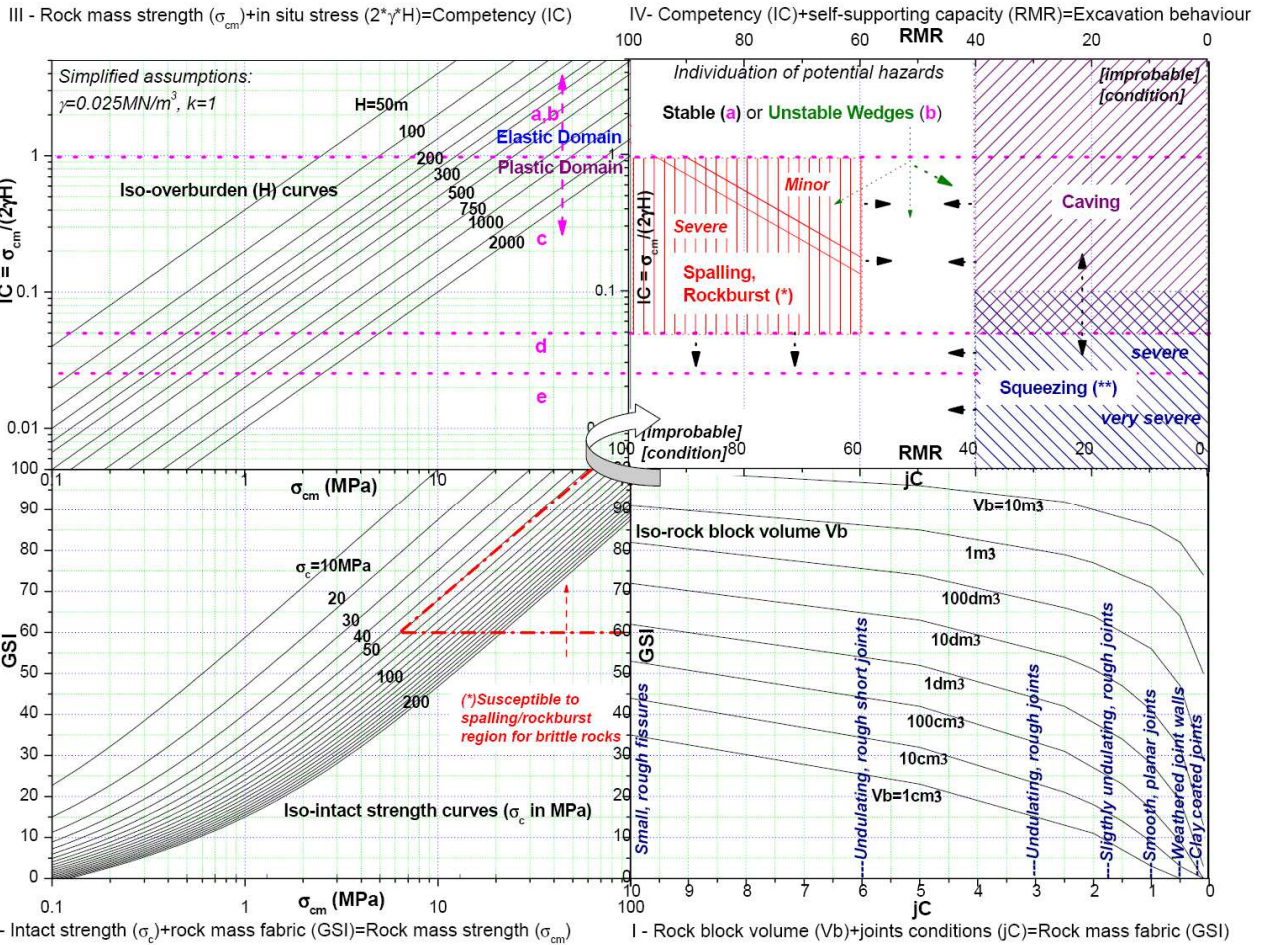 III - Rock mass strength (σcm)+in situ stress (2*γ*H)=Competency (IC)
IV- Competency (IC)+self-supporting capacity (RMR)=Excavation behaviour
100 80 60 RMR 40 20 0
Simplified assumptions:
γ=0.025MN/m³, k=1
H=50m
100
200
300
500
750
1000
2000
Iso-overburden (H) curves
a,b
Elastic Domain
Plastic Domain
c
d
e
IC = σcm/(2γH)
1
0.1
0.01
Individuation of potential hazards
Stable (a) or Unstable Wedges (b)
[improbable]
[condition]
Minor
Severe
Spalling,
Rockburst (*)
Caving
severe
Squeezing (**)
very severe
IC = σcm/(2γH)
1
0.1
[improbable]
[condition]
100 80 60 RMR 40 20 0
jC
0.1 1 10
σcm (MPa)
GSI
100
90
80
70
60
50
40
30
20
10
0
σc=10MPa
20
30
40
50
100
200
(*)Susceptible to
spalling/rockburst
region for brittle rocks
Iso-intact strength curves (σc in MPa)
0.1 1 10 100
σcm (MPa)
GSI
90
80
70
60
50
40
30
20
10
0
Iso-rock block volume Vb
Vb=10m3
1m3
100dm3
10dm3
1dm3
100cm3
10cm3
Vb=1cm3
Small, rough fissures
Undulating, rough short joints
Undulating, rough joints
Sligthly undulating, rough joints
Smooth, planar joints
Weathered joint walls
Clay coated joints
9 8 7 6 5 4 3 2 1 0
jC
- Intact strength (σc)+rock mass fabric (GSI)=Rock mass strength (σcm)
I - Rock block volume (Vb)+joints conditions (jC)=Rock mass fabric (GSI)